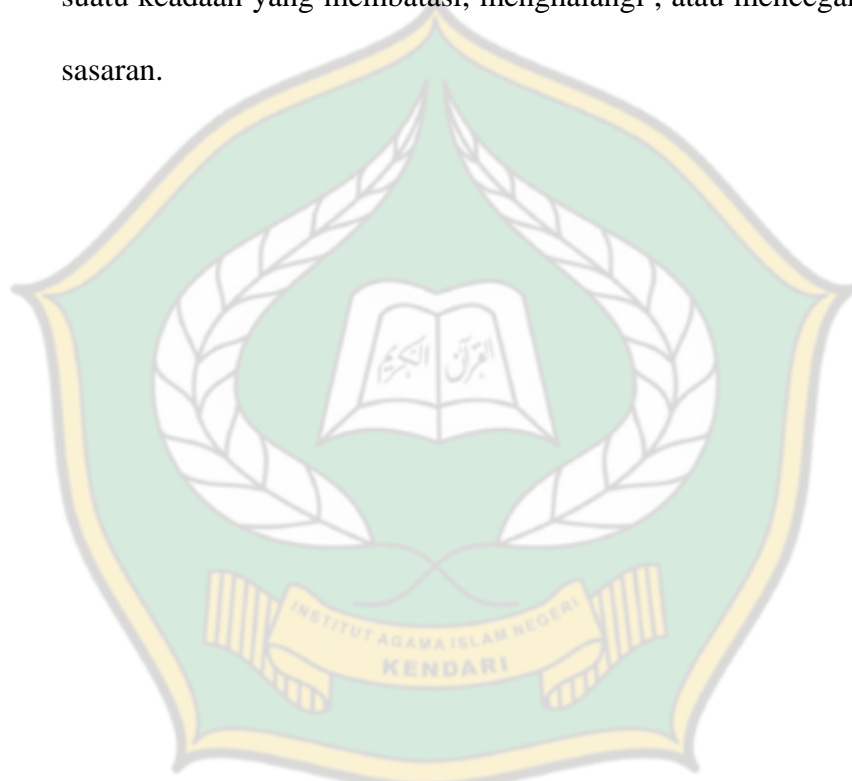 suatu keadaan yang membatasi, menghalangi , atau mencegah
sasaran.
القرآن الكريم
INSTITUT AGAMA ISLAM NEGERI
KENDARI